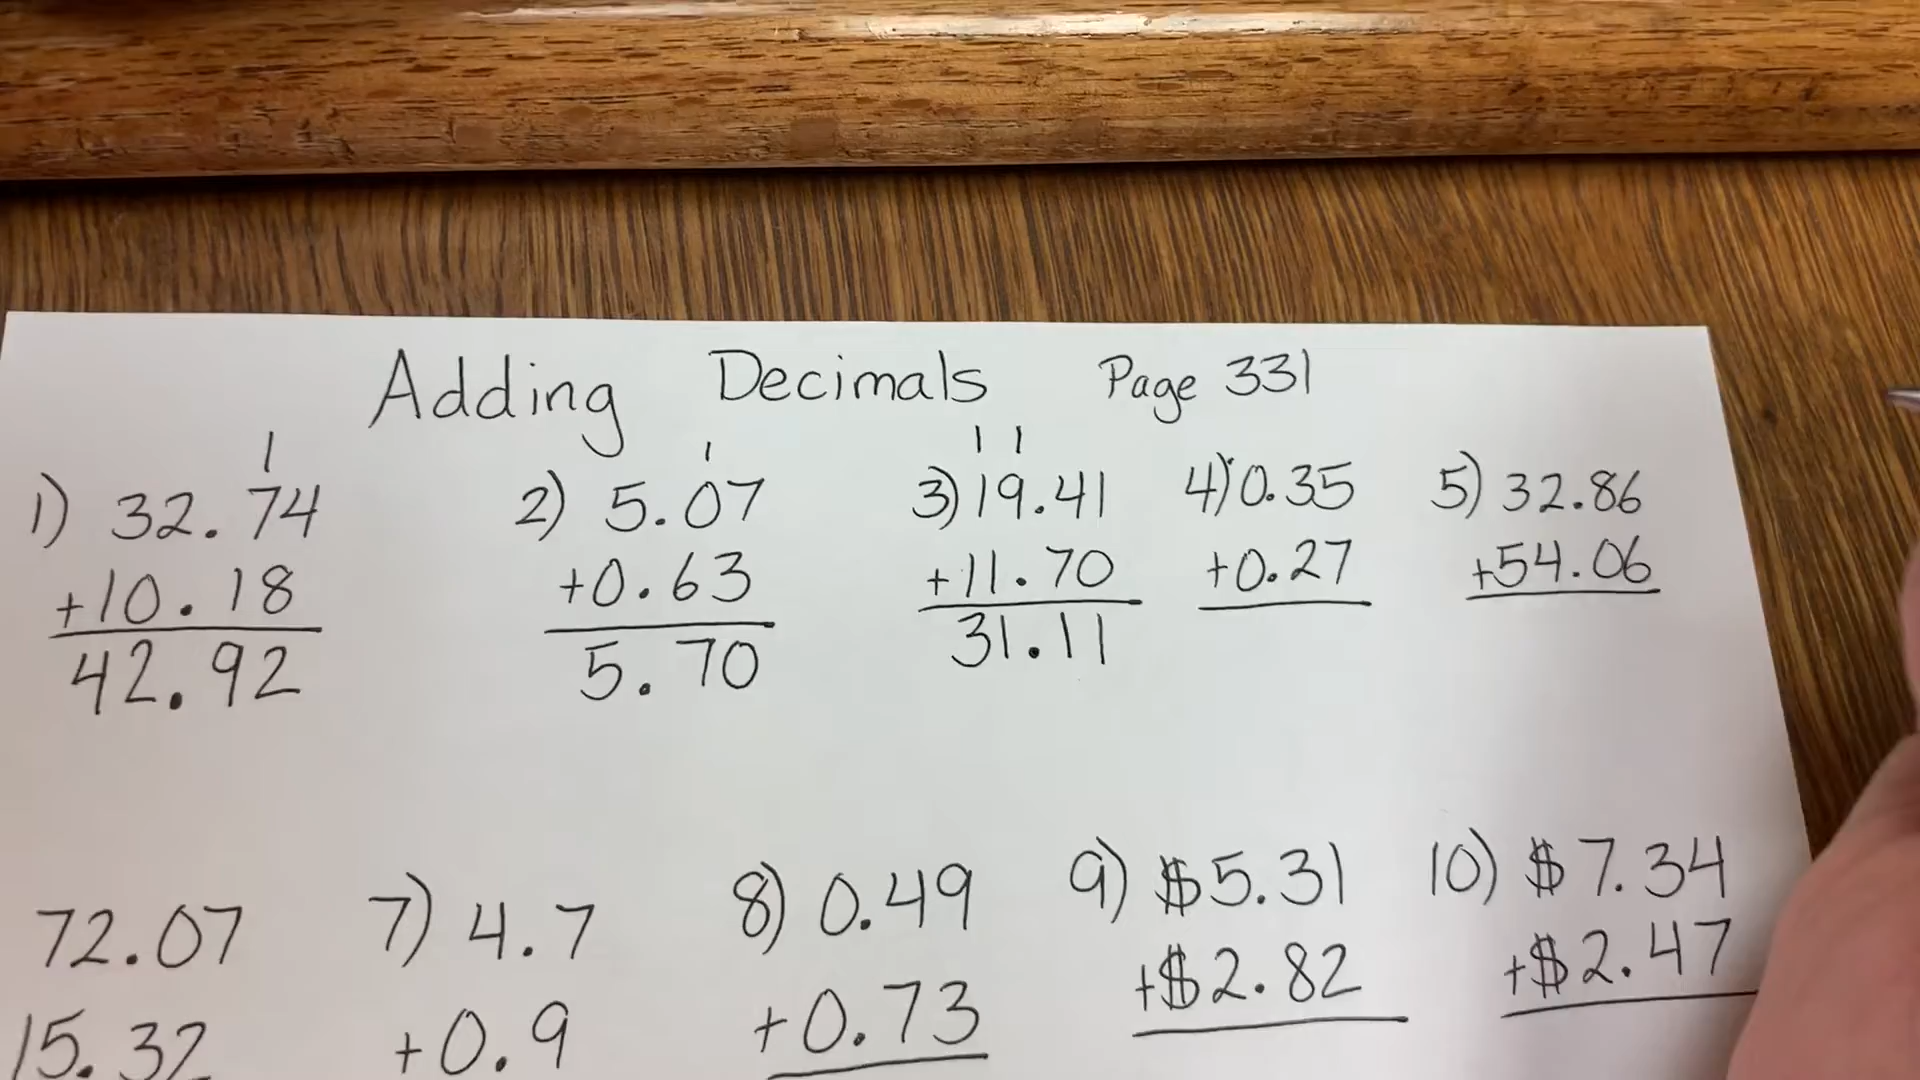 Adding Decimals Page 331
1 1 1 1
1) 32.74 2) 5.07 3) 19.41 4) 0.35 5) 32.86
+10.18 +0.63 +11.70 +0.27 +54.06
42.92 5.70 31.11
72.07 7) 4.7 8) 0.49 9) $5.31 10) $7.34
15.32 +0.9 +0.73 +$2.82 +$2.47